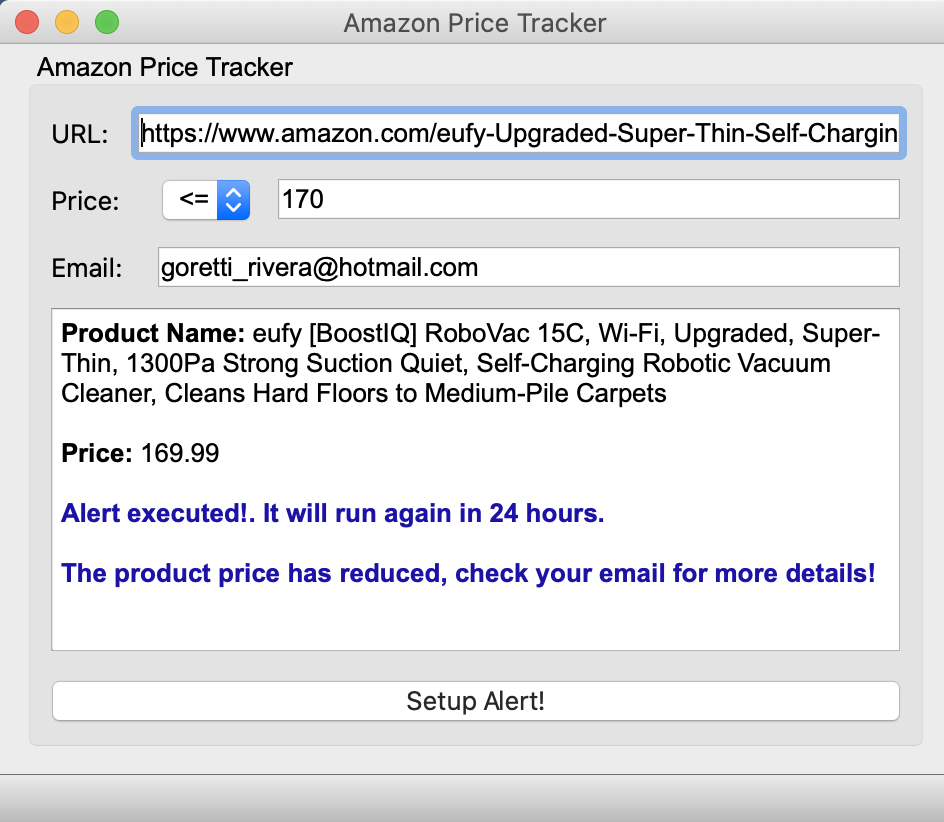 Amazon Price Tracker
Amazon Price Tracker
URL: https://www.amazon.com/eufy-Upgraded-Super-Thin-Self-Chargin
Price: <= 170
Email: goretti_rivera@hotmail.com
Product Name: eufy [BoostIQ] RoboVac 15C, Wi-Fi, Upgraded, Super-
Thin, 1300Pa Strong Suction Quiet, Self-Charging Robotic Vacuum
Cleaner, Cleans Hard Floors to Medium-Pile Carpets
Price: 169.99
Alert executed!. It will run again in 24 hours.
The product price has reduced, check your email for more details!
Setup Alert!